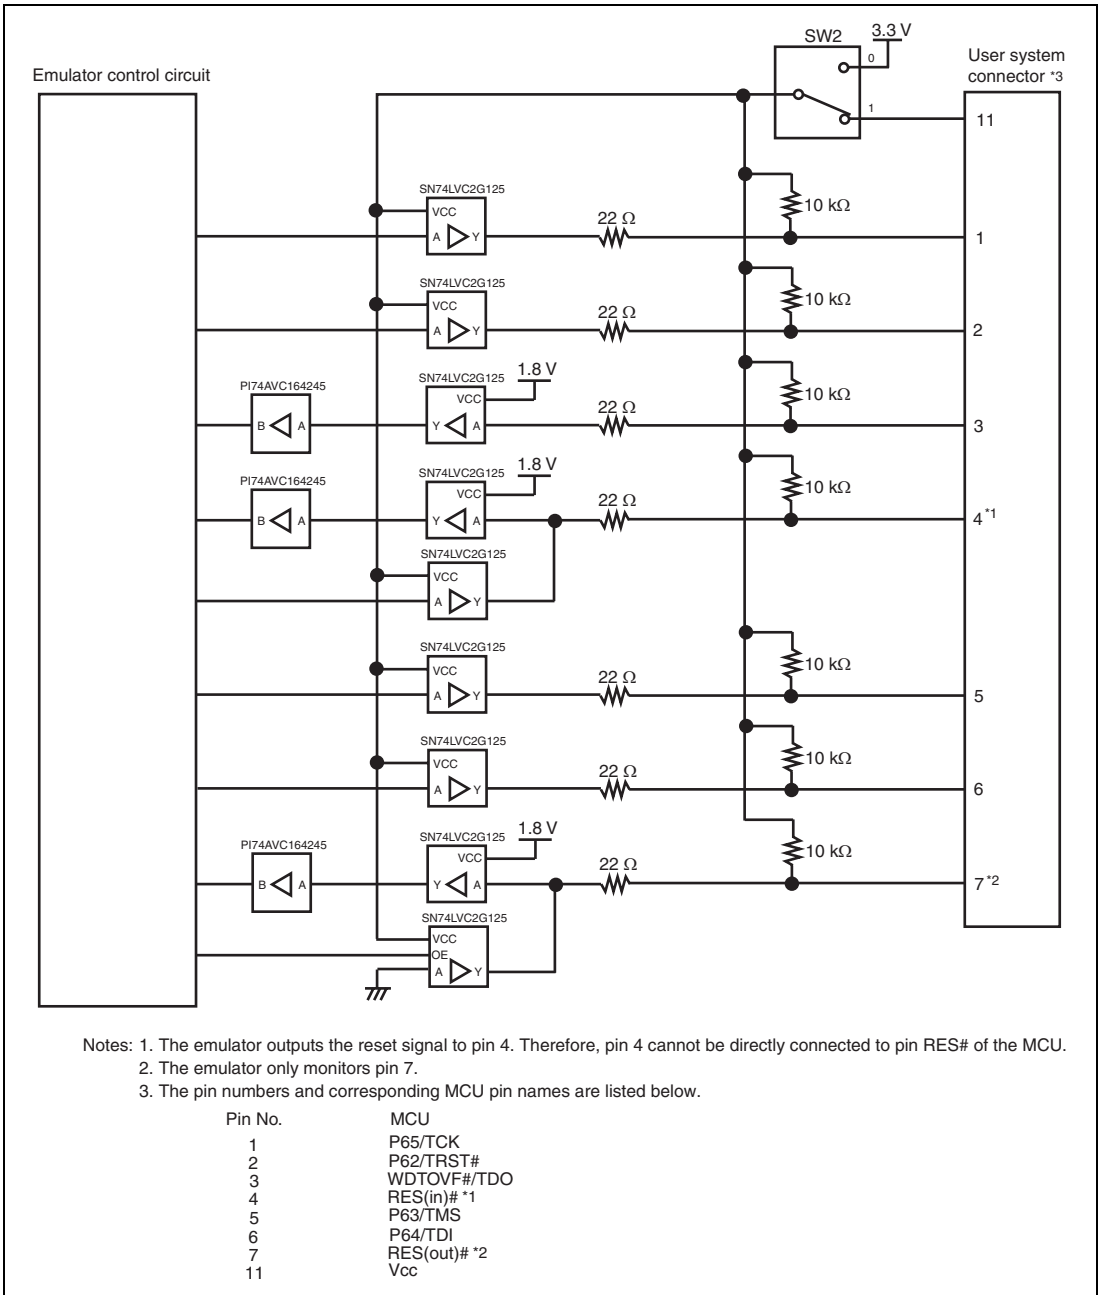 SW2
3.3 V
Emulator control circuit
User system
connector *3
0
1
11
SN74LVC2G125
VCC
A
Y
22 Ω
10 kΩ
1
SN74LVC2G125
VCC
A
Y
22 Ω
10 kΩ
2
PI74AVC164245
B
A
SN74LVC2G125
1.8 V
VCC
Y
A
22 Ω
10 kΩ
3
PI74AVC164245
B
A
SN74LVC2G125
1.8 V
VCC
Y
A
22 Ω
10 kΩ
4*1
SN74LVC2G125
VCC
A
Y
SN74LVC2G125
VCC
A
Y
22 Ω
10 kΩ
5
SN74LVC2G125
VCC
A
Y
22 Ω
10 kΩ
6
PI74AVC164245
B
A
SN74LVC2G125
1.8 V
VCC
Y
A
22 Ω
10 kΩ
7*2
SN74LVC2G125
VCC
OE
A
Y
Notes: 1. The emulator outputs the reset signal to pin 4. Therefore, pin 4 cannot be directly connected to pin RES# of the MCU.
2. The emulator only monitors pin 7.
3. The pin numbers and corresponding MCU pin names are listed below.
Pin No. MCU
1 P65/TCK
2 P62/TRST#
3 WDTOVF#/TDO
4 RES(in)# *1
5 P63/TMS
6 P64/TDI
7 RES(out)# *2
11 Vcc